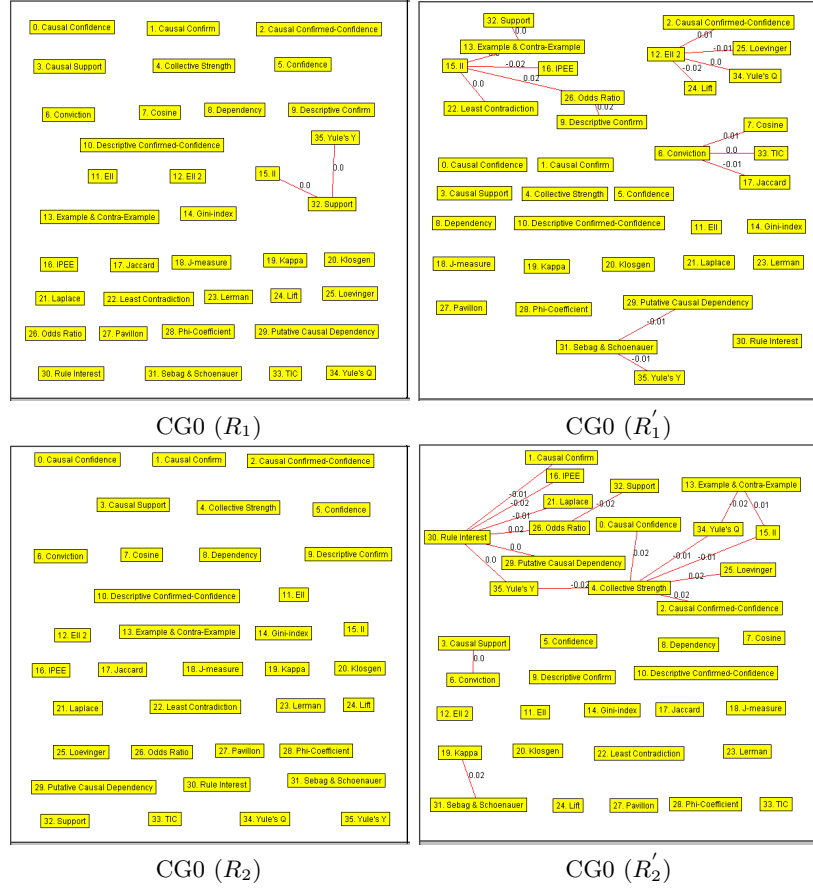 0. Causal Confidence 1. Causal Confirm 2. Causal Confirmed-Confidence
3. Causal Support 4. Collective Strength 5. Confidence
6. Conviction 7. Cosine 8. Dependency 9. Descriptive Confirm
10. Descriptive Confirmed-Confidence 35. Yule's Y
11. EII 12. EII 2 15. II 0.0 0.0
32. Support
13. Example & Contra-Example 14. Gini-index
16. IPEE 17. Jaccard 18. J-measure 19. Kappa 20. Klosgen
21. Laplace 22. Least Contradiction 23. Lerman 24. Lift 25. Loevinger
26. Odds Ratio 27. Pavillon 28. Phi-Coefficient 29. Putative Causal Dependency
30. Rule Interest 31. Sebag & Schoenauer 33. TIC 34. Yule's Q
CG0 (R1)
32. Support 2. Causal Confirmed-Confidence
0.0 0.01
13. Example & Contra-Example 12. EII 2 -0.01 25. Loevinger
15. II -0.02 16. IPEE 0.0 34. Yule's Q
0.0 0.02 -0.02 24. Lift
22. Least Contradiction 26. Odds Ratio
0.02
9. Descriptive Confirm 7. Cosine
0.01
6. Conviction 0.0 33. TIC
-0.01
17. Jaccard
0. Causal Confidence 1. Causal Confirm
3. Causal Support 4. Collective Strength 5. Confidence
8. Dependency 10. Descriptive Confirmed-Confidence 11. EII 14. Gini-index
18. J-measure 19. Kappa 20. Klosgen 21. Laplace 23. Lerman
27. Pavillon 28. Phi-Coefficient 29. Putative Causal Dependency
-0.01
31. Sebag & Schoenauer 30. Rule Interest
-0.01
35. Yule's Y
CG0 (R1')
0. Causal Confidence 1. Causal Confirm 2. Causal Confirmed-Confidence
3. Causal Support 4. Collective Strength 5. Confidence
6. Conviction 7. Cosine 8. Dependency 9. Descriptive Confirm
10. Descriptive Confirmed-Confidence 11. EII
12. EII 2 13. Example & Contra-Example 14. Gini-index 15. II
16. IPEE 17. Jaccard 18. J-measure 19. Kappa 20. Klosgen
21. Laplace 22. Least Contradiction 23. Lerman 24. Lift
25. Loevinger 26. Odds Ratio 27. Pavillon 28. Phi-Coefficient
29. Putative Causal Dependency 30. Rule Interest 31. Sebag & Schoenauer
32. Support 33. TIC 34. Yule's Q 35. Yule's Y
CG0 (R2)
1. Causal Confirm
16. IPEE 32. Support 13. Example & Contra-Example
-0.01 -0.02 21. Laplace -0.02 0.01
-0.01 -0.02
30. Rule Interest 0.02 26. Odds Ratio 0. Causal Confidence 34. Yule's Q 15. II
0.0 0.02 -0.01 -0.01
0.0 29. Putative Causal Dependency 25. Loevinger
35. Yule's Y -0.02 4. Collective Strength 0.02
0.02
2. Causal Confirmed-Confidence
3. Causal Support 5. Confidence 8. Dependency 7. Cosine
0.0
6. Conviction 9. Descriptive Confirm 10. Descriptive Confirmed-Confidence
12. EII 2 11. EII 14. Gini-index 17. Jaccard 18. J-measure
19. Kappa 20. Klosgen 22. Least Contradiction 23. Lerman
0.02
31. Sebag & Schoenauer 24. Lift 27. Pavillon 28. Phi-Coefficient 33. TIC
CG0 (R2')